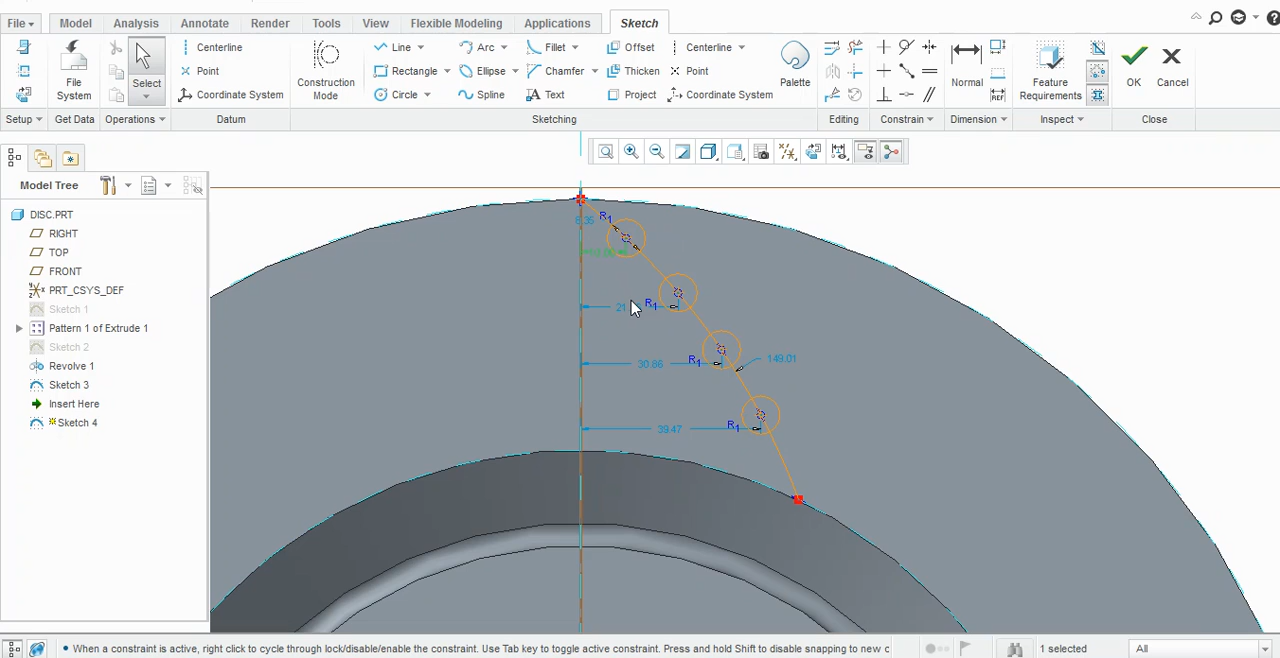 File Model Analysis Annotate Render Tools View Flexible Modeling Applications Sketch
Centerline Line Arc Fillet Offset Centerline
Point Rectangle Ellipse Chamfer Thicken Point
Coordinate System Circle Spline Text Project Coordinate System
File System Select Construction Mode Palette Normal Feature Requirements OK Cancel
Setup Get Data Operations Datum Sketching Editing Constrain Dimension Inspect Close
Model Tree
DISC.PRT
RIGHT
TOP
FRONT
PRT_CSYS_DEF
Sketch 1
Pattern 1 of Extrude 1
Sketch 2
Revolve 1
Sketch 3
Insert Here
Sketch 4
8.35 R1
21 R1
30.86 R1 149.01
39.47 R1
When a constraint is active, right click to cycle through lock/disable/enable the constraint. Use Tab key to toggle active constraint. Press and hold Shift to disable snapping to new c
1 selected All